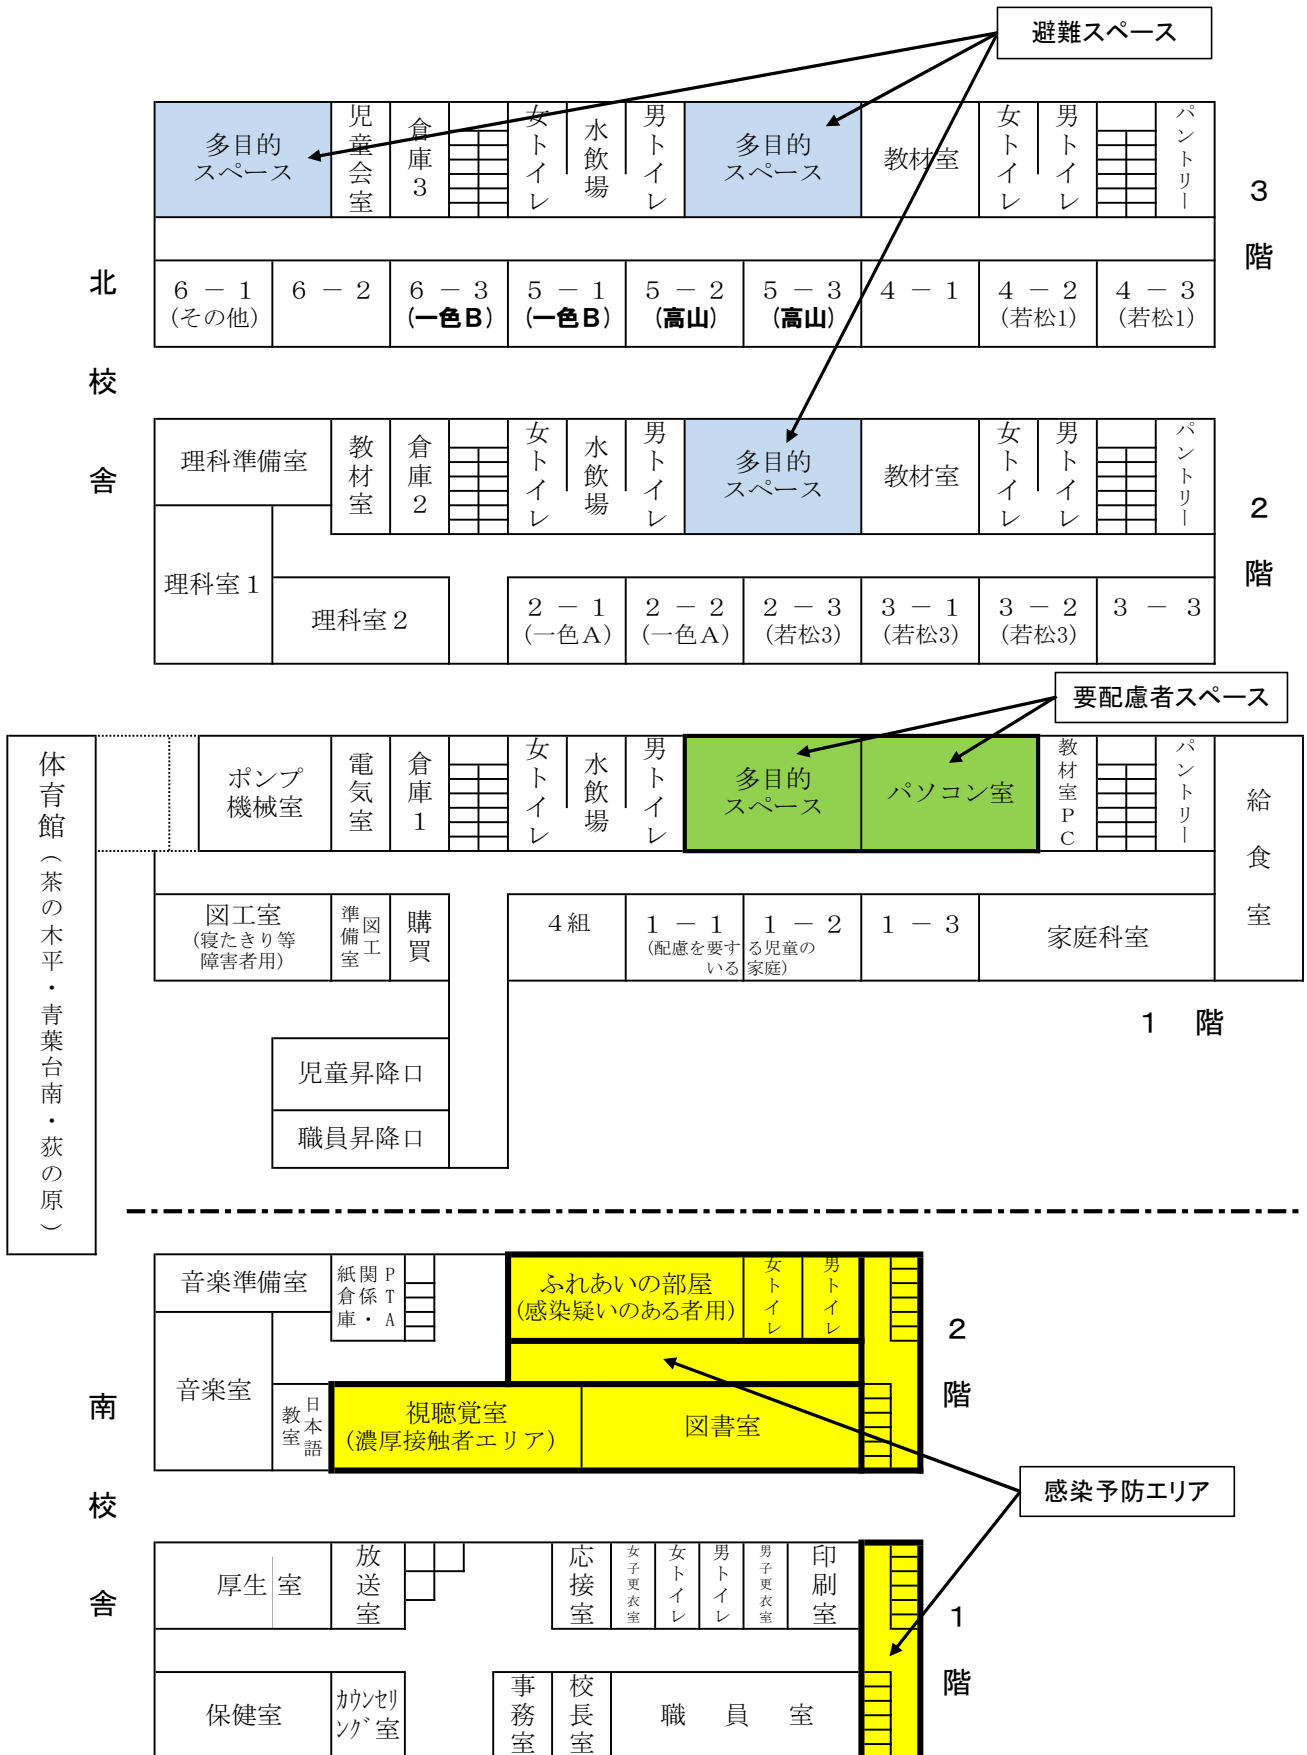 避難スペース
多目的
スペース
児童会室
倉庫3
女トイレ
水飲場
男トイレ
多目的
スペース
教材室
女トイレ
男トイレ
パントリー
3階
北校舎
6－1
(その他)
6－2
6－3
(一色B)
5－1
(一色B)
5－2
(高山)
5－3
(高山)
4－1
4－2
(若松1)
4－3
(若松1)
理科準備室
教材室
倉庫2
女トイレ
水飲場
男トイレ
多目的
スペース
教材室
女トイレ
男トイレ
パントリー
2階
理科室1
理科室2
2－1
(一色A)
2－2
(一色A)
2－3
(若松3)
3－1
(若松3)
3－2
(若松3)
3－3
要配慮者スペース
体育館(茶の木平・青葉台南・荻の原)
ポンプ
機械室
電気室
倉庫1
女トイレ
水飲場
男トイレ
多目的
スペース
パソコン室
教材室PC
パントリー
給食室
図工室
(寝たきり等
障害者用)
図工
準備室
購買
4組
1－1
1－2
(配慮を要する児童の
いる家庭)
1－3
家庭科室
1階
児童昇降口
職員昇降口
音楽準備室
PTA
関係・
紙倉庫
ふれあいの部屋
(感染疑いのある者用)
女トイレ
男トイレ
2階
南校舎
音楽室
日本語
教室
視聴覚室
(濃厚接触者エリア)
図書室
感染予防エリア
厚生室
放送室
応接室
女子更衣室
女トイレ
男トイレ
男子更衣室
印刷室
1階
保健室
カウンセリ
ング室
事務室
校長室
職員室